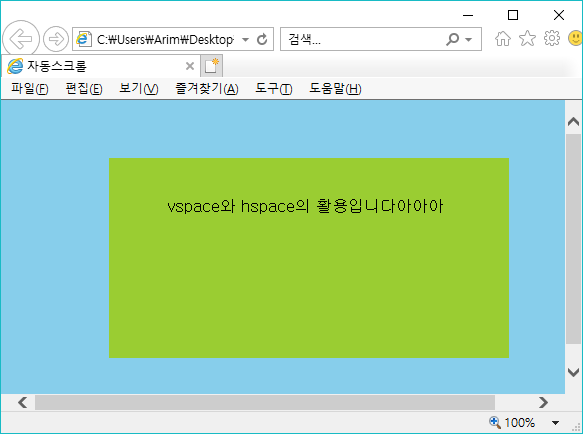 C:₩Users₩Arim₩Desktop
검색...
자동스크롤
파일(F) 편집(E) 보기(V) 즐겨찾기(A) 도구(T) 도움말(H)
vspace와 hspace의 활용입니다아아아
100%